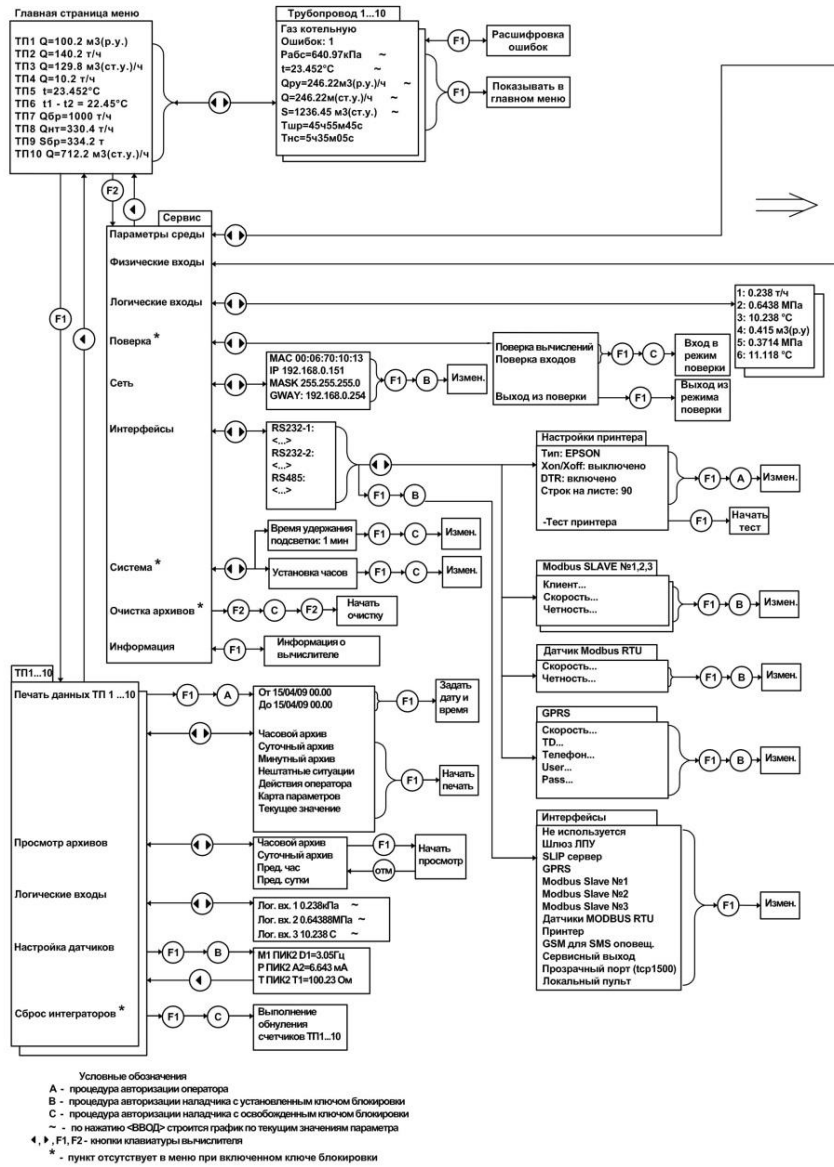 Главная страница меню
ТП1 Q=100.2 м3(р.у.)
ТП2 Q=140.2 т/ч
ТП3 Q=129.8 м3(ст.у.)/ч
ТП4 Q=10.2 т/ч
ТП5 t=23.452°C
ТП6 t1 - t2 = 22.45°C
ТП7 Qбр=1000 т/ч
ТП8 Qнт=330.4 т/ч
ТП9 Sбр=334.2 т
ТП10 Q=712.2 м3(ст.у.)/ч
Трубопровод 1...10
Газ котельную
Ошибок: 1
Рабс=640.97кПа ~
t=23.452°C ~
Qру=246.22м3(р.у.)/ч ~
Q=246.22м(ст.у.)/ч ~
S=1236.45 м3(ст.у.) ~
Тшр=45ч55м45с
Тнс=5ч35м05с
F1
Расшифровка
ошибок
F1
Показывать в
главном меню
F2
F1
Сервис
Параметры среды
Физические входы
Логические входы
1: 0.238 т/ч
2: 0.6438 МПа
3: 10.238 °C
4: 0.415 м3(р.у)
5: 0.3714 МПа
6: 11.118 °C
Поверка *
Поверка вычислений
Поверка входов
Выход из поверки
F1
C
Вход в
режим
поверки
F1
Выход из
режима
поверки
Сеть
MAC 00:06:70:10:13
IP 192.168.0.151
MASK 255.255.255.0
GWAY: 192.168.0.254
F1
B
Измен.
Интерфейсы
RS232-1:
<...>
RS232-2:
<...>
RS485:
<...>
F1
B
Настройки принтера
Тип: EPSON
Xon/Xoff: выключено
DTR: включено
Строк на листе: 90
-Тест принтера
F1
A
Измен.
F1
Начать
тест
Система *
Время удержания
подсветки: 1 мин
F1
C
Измен.
Установка часов
F1
C
Измен.
Modbus SLAVE №1,2,3
Клиент...
Скорость...
Четность...
F1
B
Измен.
Очистка архивов *
F2
C
F2
Начать
очистку
Информация
F1
Информация о
вычислителе
Датчик Modbus RTU
Скорость...
Четность...
F1
B
Измен.
GPRS
Скорость...
TD...
Телефон...
User...
Pass...
F1
B
Измен.
Интерфейсы
Не используется
Шлюз ЛПУ
SLIP сервер
GPRS
Modbus Slave №1
Modbus Slave №2
Modbus Slave №3
Датчики MODBUS RTU
Принтер
GSM для SMS оповещ.
Сервисный выход
Прозрачный порт (tcp1500)
Локальный пульт
F1
Измен.
ТП1...10
Печать данных ТП 1 ...10
F1
A
От 15/04/09 00.00
До 15/04/09 00.00
F1
Задать
дату и
время
Часовой архив
Суточный архив
Минутный архив
Нештатные ситуации
Действия оператора
Карта параметров
Текущее значение
F1
Начать
печать
Просмотр архивов
Часовой архив
Суточный архив
Пред. час
Пред. сутки
F1
отм
Начать
просмотр
Логические входы
Лог. вх. 1 0.238кПа ~
Лог. вх. 2 0.64388МПа ~
Лог. вх. 3 10.238 С ~
Настройка датчиков
F1
B
М1 ПИК2 D1=3.05Гц
Р ПИК2 А2=6.643 мА
Т ПИК2 Т1=100.23 Ом
Сброс интеграторов *
F1
C
Выполнение
обнуления
счетчиков ТП1...10
Условные обозначения
А - процедура авторизации оператора
В - процедура авторизации наладчика с установленным ключом блокировки
С - процедура авторизации наладчика с освобожденным ключом блокировки
~ - по нажатию <ВВОД> строится график по текущим значениям параметра
◀, ▶, F1, F2 - кнопки клавиатуры вычислителя
* - пункт отсутствует в меню при включенном ключе блокировки